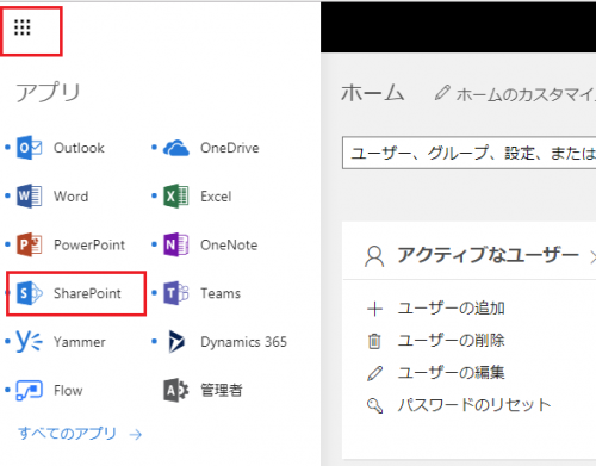 アプリ
Outlook
OneDrive
Word
Excel
PowerPoint
OneNote
SharePoint
Teams
Yammer
Dynamics 365
Flow
管理者
すべてのアプリ →
ホーム
ホームのカスタマイ
ユーザー、グループ、設定、または
アクティブなユーザー
ユーザーの追加
ユーザーの削除
ユーザーの編集
パスワードのリセット